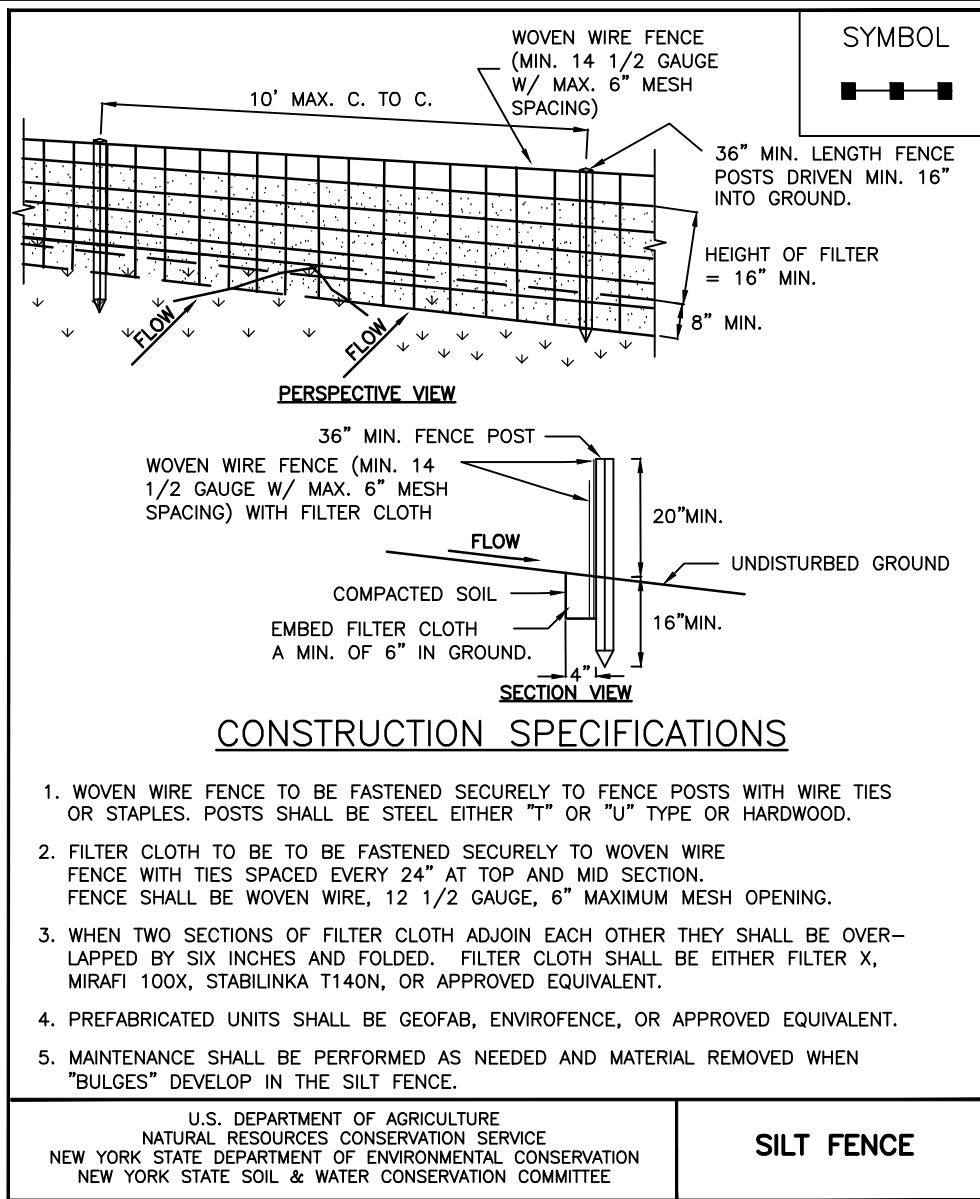 SYMBOL
WOVEN WIRE FENCE
(MIN. 14 1/2 GAUGE
W/ MAX. 6" MESH
SPACING)
10' MAX. C. TO C.
36" MIN. LENGTH FENCE
POSTS DRIVEN MIN. 16"
INTO GROUND.
HEIGHT OF FILTER
= 16" MIN.
8" MIN.
FLOW
FLOW
PERSPECTIVE VIEW
36" MIN. FENCE POST
WOVEN WIRE FENCE (MIN. 14
1/2 GAUGE W/ MAX. 6" MESH
SPACING) WITH FILTER CLOTH
20"MIN.
FLOW
UNDISTURBED GROUND
COMPACTED SOIL
EMBED FILTER CLOTH
A MIN. OF 6" IN GROUND.
16"MIN.
4"
SECTION VIEW
CONSTRUCTION SPECIFICATIONS
1. WOVEN WIRE FENCE TO BE FASTENED SECURELY TO FENCE POSTS WITH WIRE TIES
OR STAPLES. POSTS SHALL BE STEEL EITHER "T" OR "U" TYPE OR HARDWOOD.
2. FILTER CLOTH TO BE TO BE FASTENED SECURELY TO WOVEN WIRE
FENCE WITH TIES SPACED EVERY 24" AT TOP AND MID SECTION.
FENCE SHALL BE WOVEN WIRE, 12 1/2 GAUGE, 6" MAXIMUM MESH OPENING.
3. WHEN TWO SECTIONS OF FILTER CLOTH ADJOIN EACH OTHER THEY SHALL BE OVER-
LAPPED BY SIX INCHES AND FOLDED. FILTER CLOTH SHALL BE EITHER FILTER X,
MIRAFI 100X, STABILINKA T140N, OR APPROVED EQUIVALENT.
4. PREFABRICATED UNITS SHALL BE GEOFAB, ENVIROFENCE, OR APPROVED EQUIVALENT.
5. MAINTENANCE SHALL BE PERFORMED AS NEEDED AND MATERIAL REMOVED WHEN
"BULGES" DEVELOP IN THE SILT FENCE.
U.S. DEPARTMENT OF AGRICULTURE
NATURAL RESOURCES CONSERVATION SERVICE
NEW YORK STATE DEPARTMENT OF ENVIRONMENTAL CONSERVATION
NEW YORK STATE SOIL & WATER CONSERVATION COMMITTEE
SILT FENCE